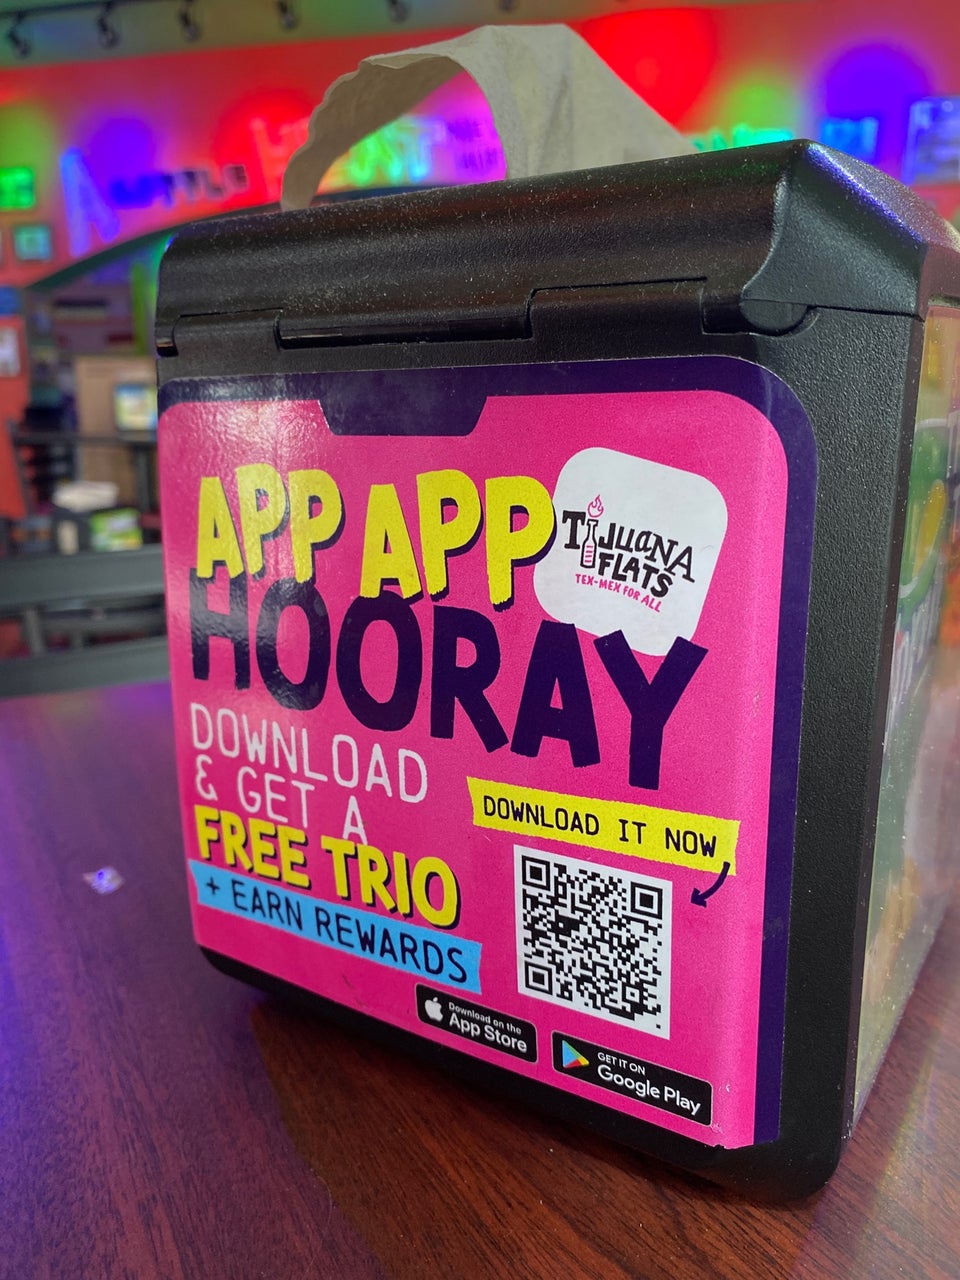 A LITTLE
APP APP
HOORAY
TIJUANA
FLATS
TEX-MEX FOR ALL
DOWNLOAD
& GET A
FREE TRIO
+ EARN REWARDS
DOWNLOAD IT NOW
Download on the
App Store
GET IT ON
Google Play